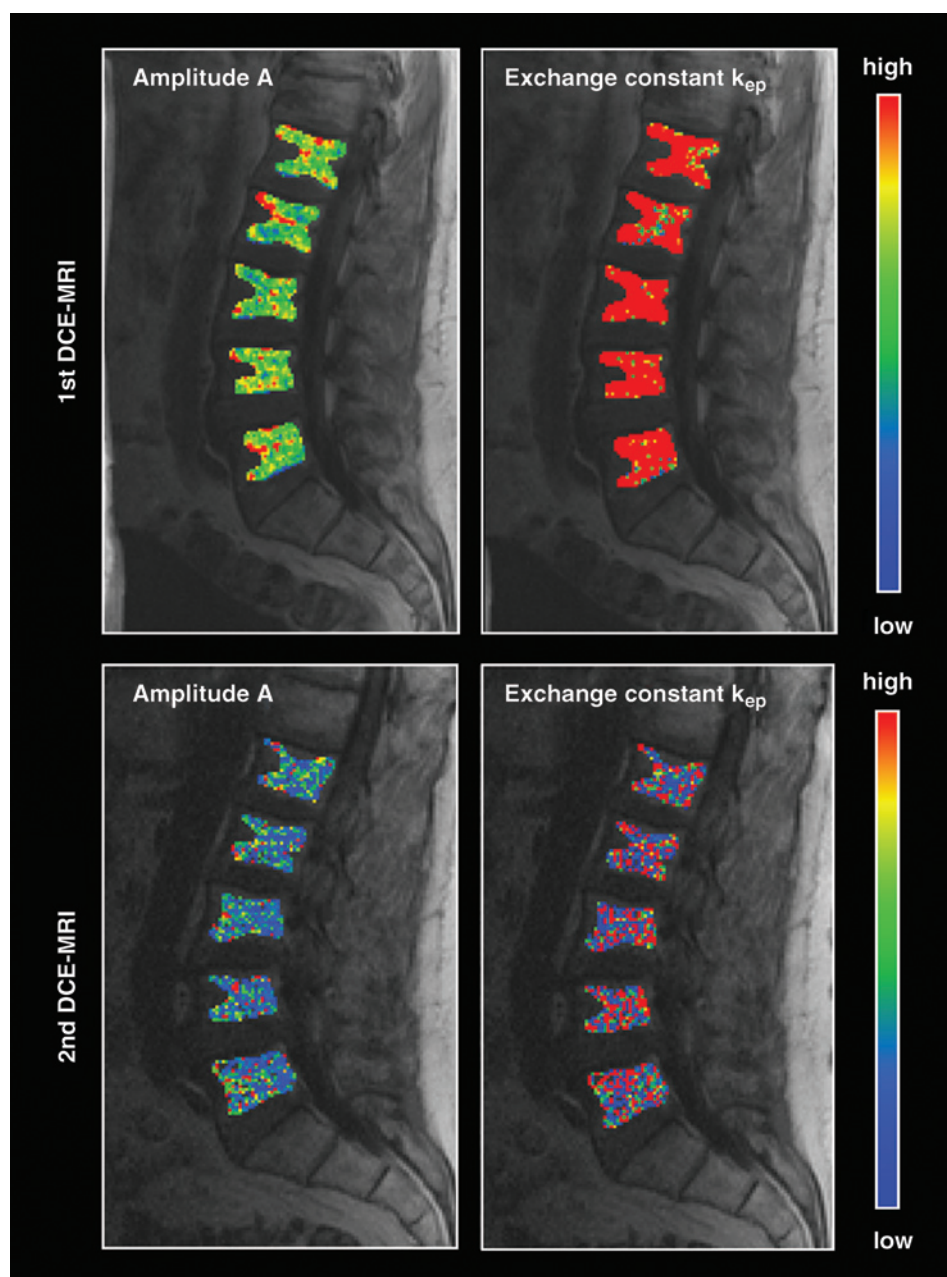 Amplitude A
Exchange constant kep
high
1st DCE-MRI
low
Amplitude A
Exchange constant kep
high
2nd DCE-MRI
low